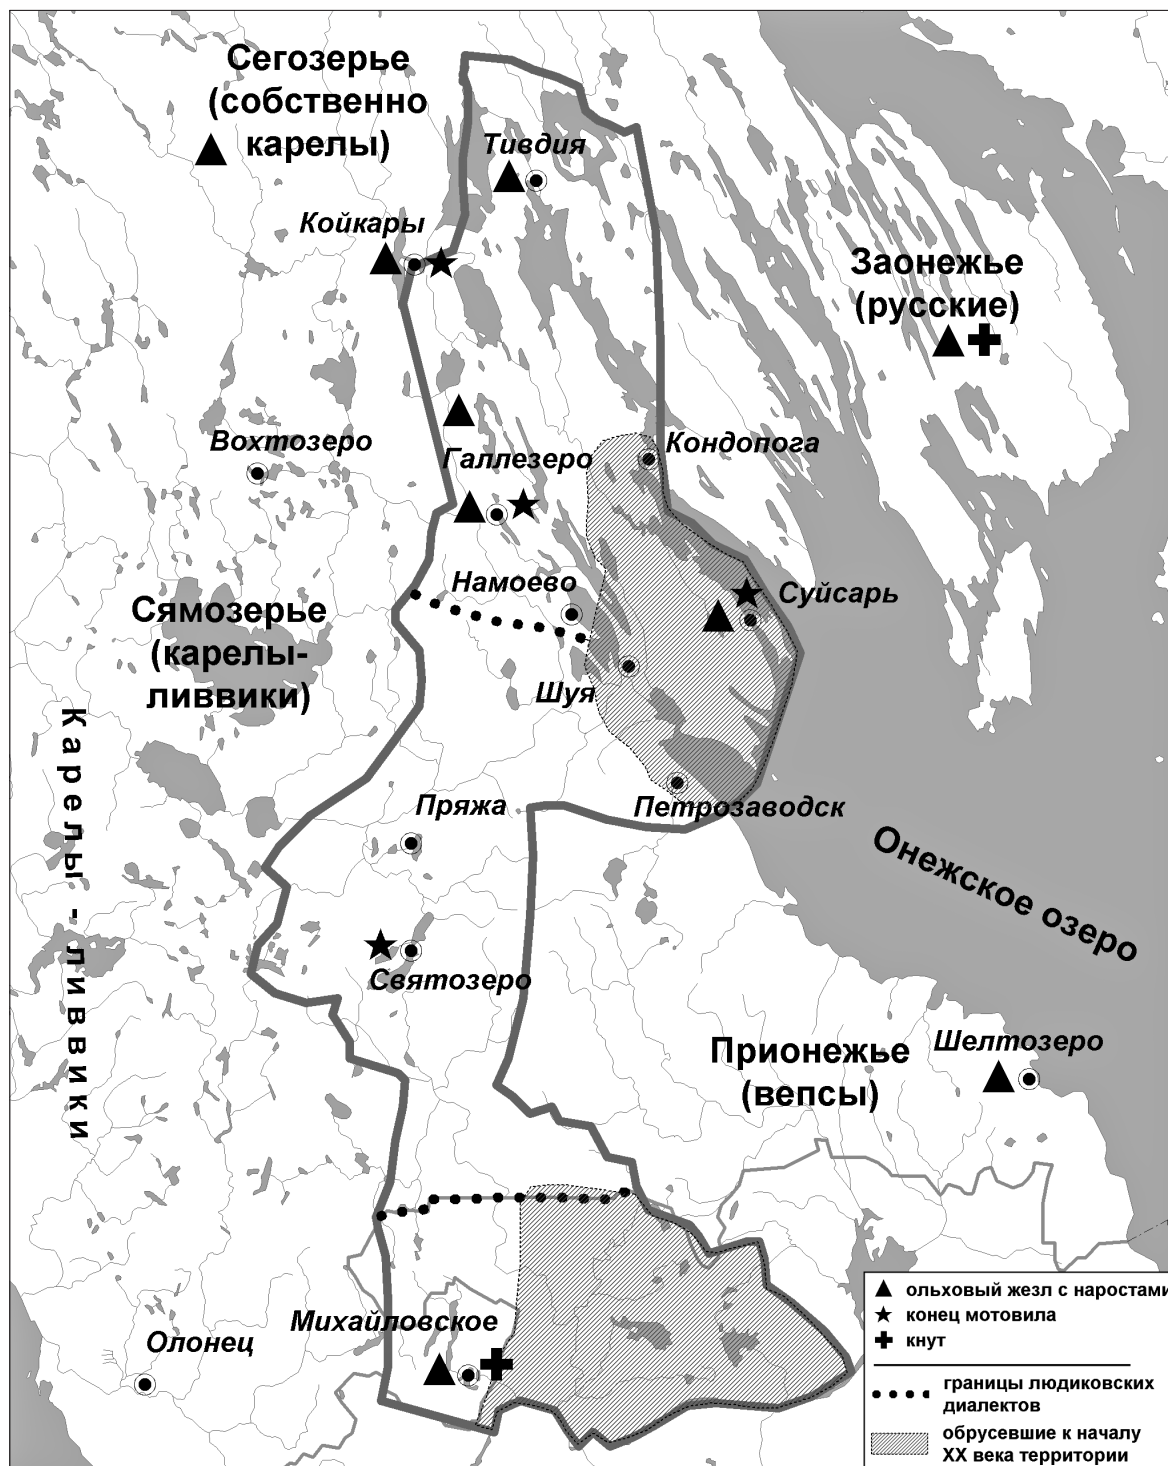 Сегозерье
(собственно
карелы)
Тивдия
Койкары
Заонежье
(русские)
Вохтозеро
Галлезеро
Кондопога
Намоево
Суйсарь
Сямозерье
(карелы-
ливвики)
Шуя
Карелы - ливвики
Пряжа
Петрозаводск
Онежское озеро
Святозеро
Прионежье
(вепсы)
Шелтозеро
Михайловское
Олонец
ольховый жезл с наростами
конец мотовила
кнут
границы людиковских
диалектов
обрусевшие к началу
XX века территории